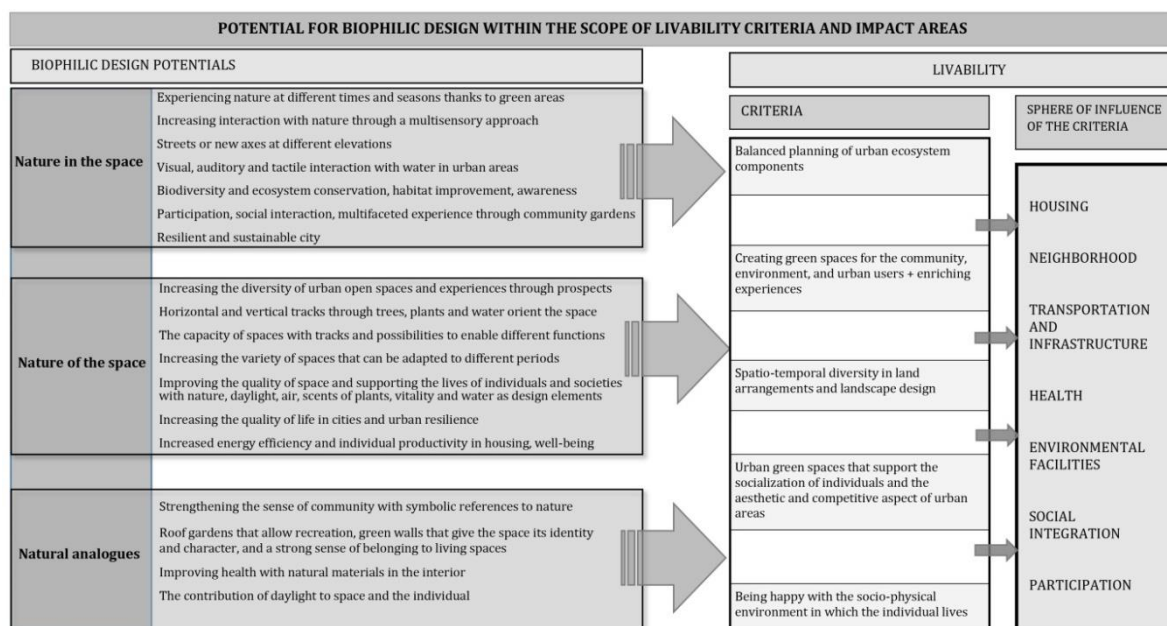 POTENTIAL FOR BIOPHILIC DESIGN WITHIN THE SCOPE OF LIVABILITY CRITERIA AND IMPACT AREAS
BIOPHILIC DESIGN POTENTIALS
Nature in the space
Experiencing nature at different times and seasons thanks to green areas
Increasing interaction with nature through a multisensory approach
Streets or new axes at different elevations
Visual, auditory and tactile interaction with water in urban areas
Biodiversity and ecosystem conservation, habitat improvement, awareness
Participation, social interaction, multifaceted experience through community gardens
Resilient and sustainable city
Nature of the space
Increasing the diversity of urban open spaces and experiences through prospects
Horizontal and vertical tracks through trees, plants and water orient the space
The capacity of spaces with tracks and possibilities to enable different functions
Increasing the variety of spaces that can be adapted to different periods
Improving the quality of space and supporting the lives of individuals and societies
with nature, daylight, air, scents of plants, vitality and water as design elements
Increasing the quality of life in cities and urban resilience
Increased energy efficiency and individual productivity in housing, well-being
Natural analogues
Strengthening the sense of community with symbolic references to nature
Roof gardens that allow recreation, green walls that give the space its identity
and character, and a strong sense of belonging to living spaces
Improving health with natural materials in the interior
The contribution of daylight to space and the individual
LIVABILITY
CRITERIA
Balanced planning of urban ecosystem
components
Creating green spaces for the community,
environment, and urban users + enriching
experiences
Spatio-temporal diversity in land
arrangements and landscape design
Urban green spaces that support the
socialization of individuals and the
aesthetic and competitive aspect of urban
areas
Being happy with the socio-physical
environment in which the individual lives
SPHERE OF INFLUENCE
OF THE CRITERIA
HOUSING
NEIGHBORHOOD
TRANSPORTATION
AND
INFRASTRUCTURE
HEALTH
ENVIRONMENTAL
FACILITIES
SOCIAL
INTEGRATION
PARTICIPATION